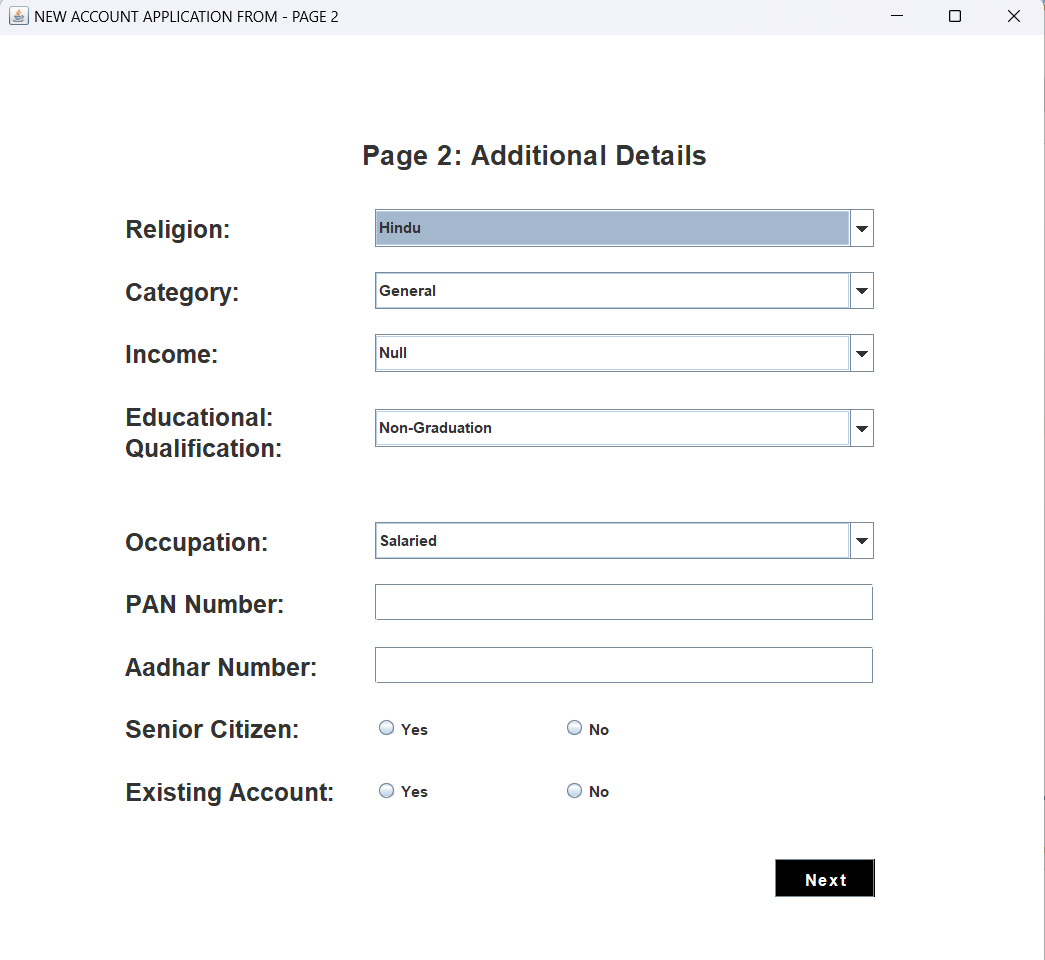 NEW ACCOUNT APPLICATION FROM - PAGE 2
Page 2: Additional Details
Religion: Hindu
Category: General
Income: Null
Educational:
Qualification: Non-Graduation
Occupation: Salaried
PAN Number:
Aadhar Number:
Senior Citizen: Yes No
Existing Account: Yes No
Next